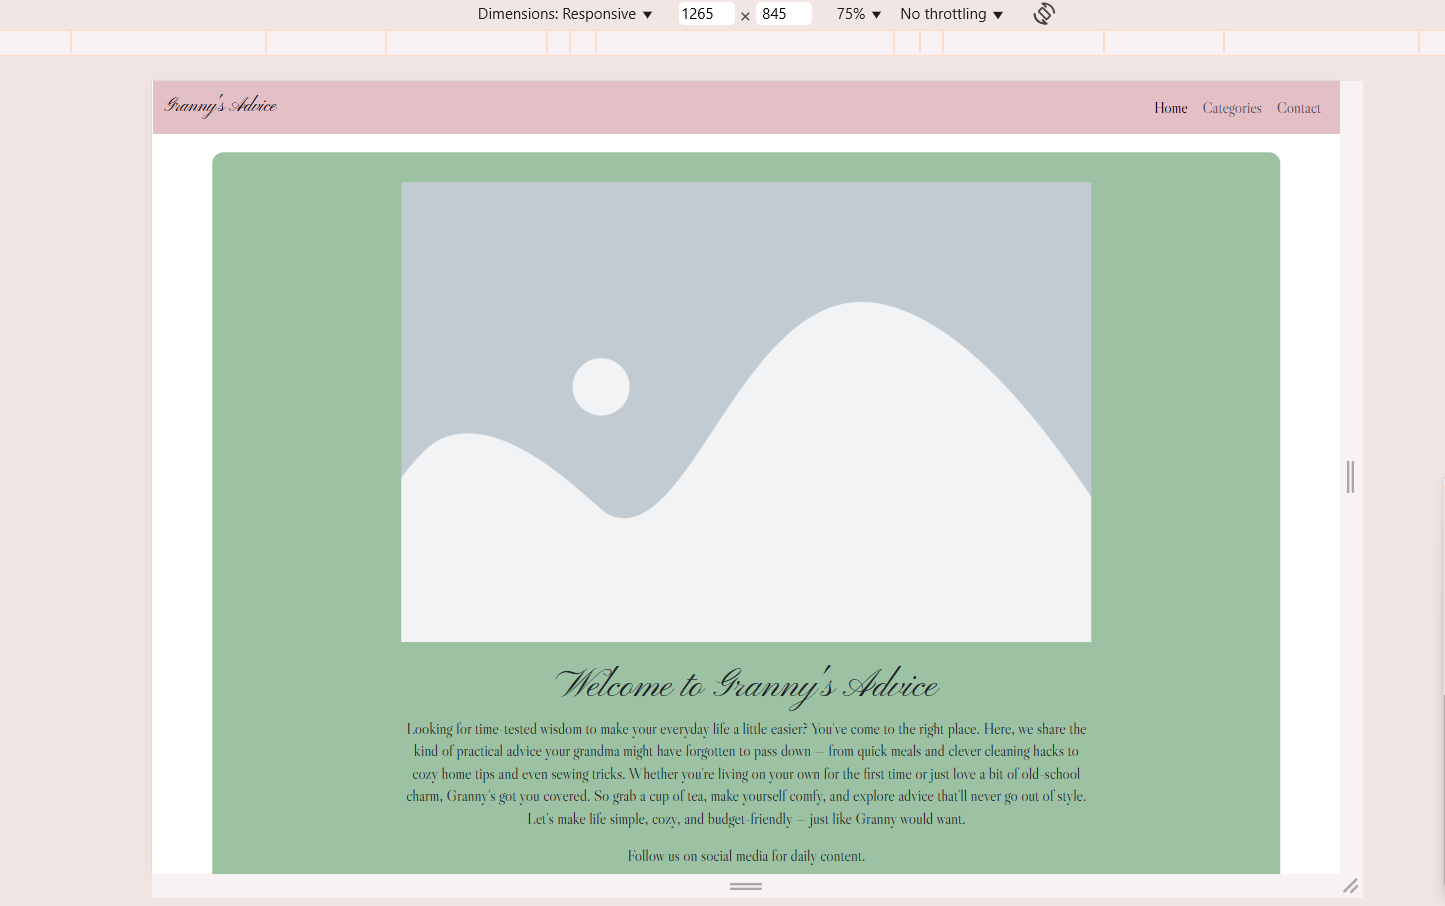 Dimensions: Responsive 1265 × 845 75% No throttling
Granny's Advice Home Categories Contact
Welcome to Granny's Advice
Looking for time-tested wisdom to make your everyday life a little easier? You've come to the right place. Here, we share the
kind of practical advice your grandma might have forgotten to pass down – from quick meals and clever cleaning hacks to
cozy home tips and even sewing tricks. Whether you're living on your own for the first time or just love a bit of old-school
charm, Granny's got you covered. So grab a cup of tea, make yourself comfy, and explore advice that'll never go out of style.
Let's make life simple, cozy, and budget-friendly – just like Granny would want.
Follow us on social media for daily content.